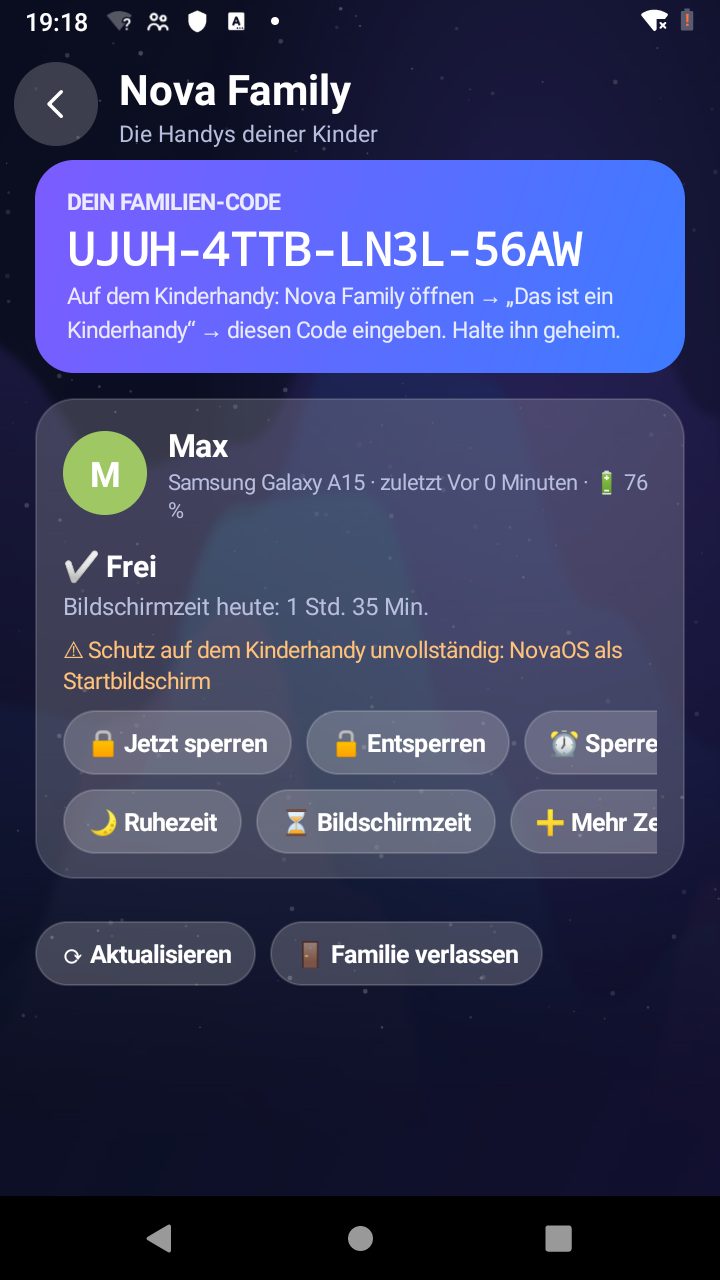 19:18
Nova Family
Die Handys deiner Kinder
DEIN FAMILIEN-CODE
UJUH-4TTB-LN3L-56AW
Auf dem Kinderhandy: Nova Family öffnen → „Das ist ein
Kinderhandy“ → diesen Code eingeben. Halte ihn geheim.
M
Max
Samsung Galaxy A15 · zuletzt Vor 0 Minuten · 🔋 76
%
✔️ Frei
Bildschirmzeit heute: 1 Std. 35 Min.
⚠ Schutz auf dem Kinderhandy unvollständig: NovaOS als
Startbildschirm
🔒 Jetzt sperren 🔓 Entsperren ⏰ Sperre
🌙 Ruhezeit ⏳ Bildschirmzeit ➕ Mehr Ze
⟳ Aktualisieren 🚪 Familie verlassen